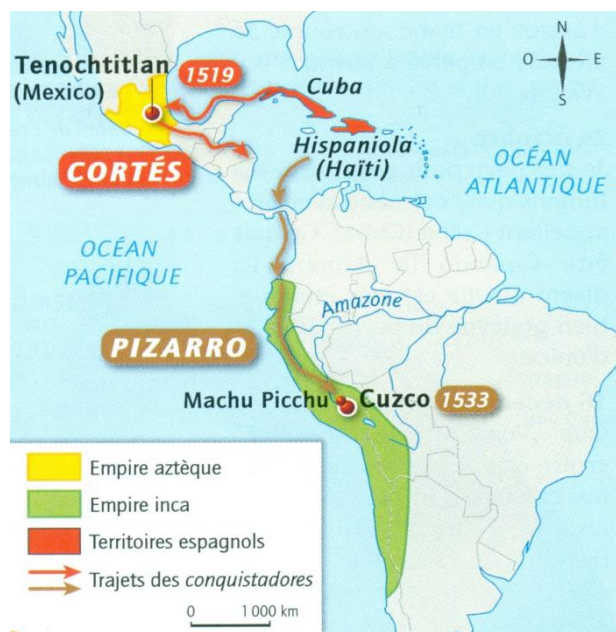 N
O
E
S
Tenochtitlan
(Mexico)
1519
Cuba
CORTÉS
Hispaniola
(Haïti)
OCÉAN
ATLANTIQUE
OCÉAN
PACIFIQUE
Amazone
PIZARRO
Machu Picchu
Cuzco
1533
Empire aztèque
Empire inca
Territoires espagnols
Trajets des conquistadores
0
1 000 km